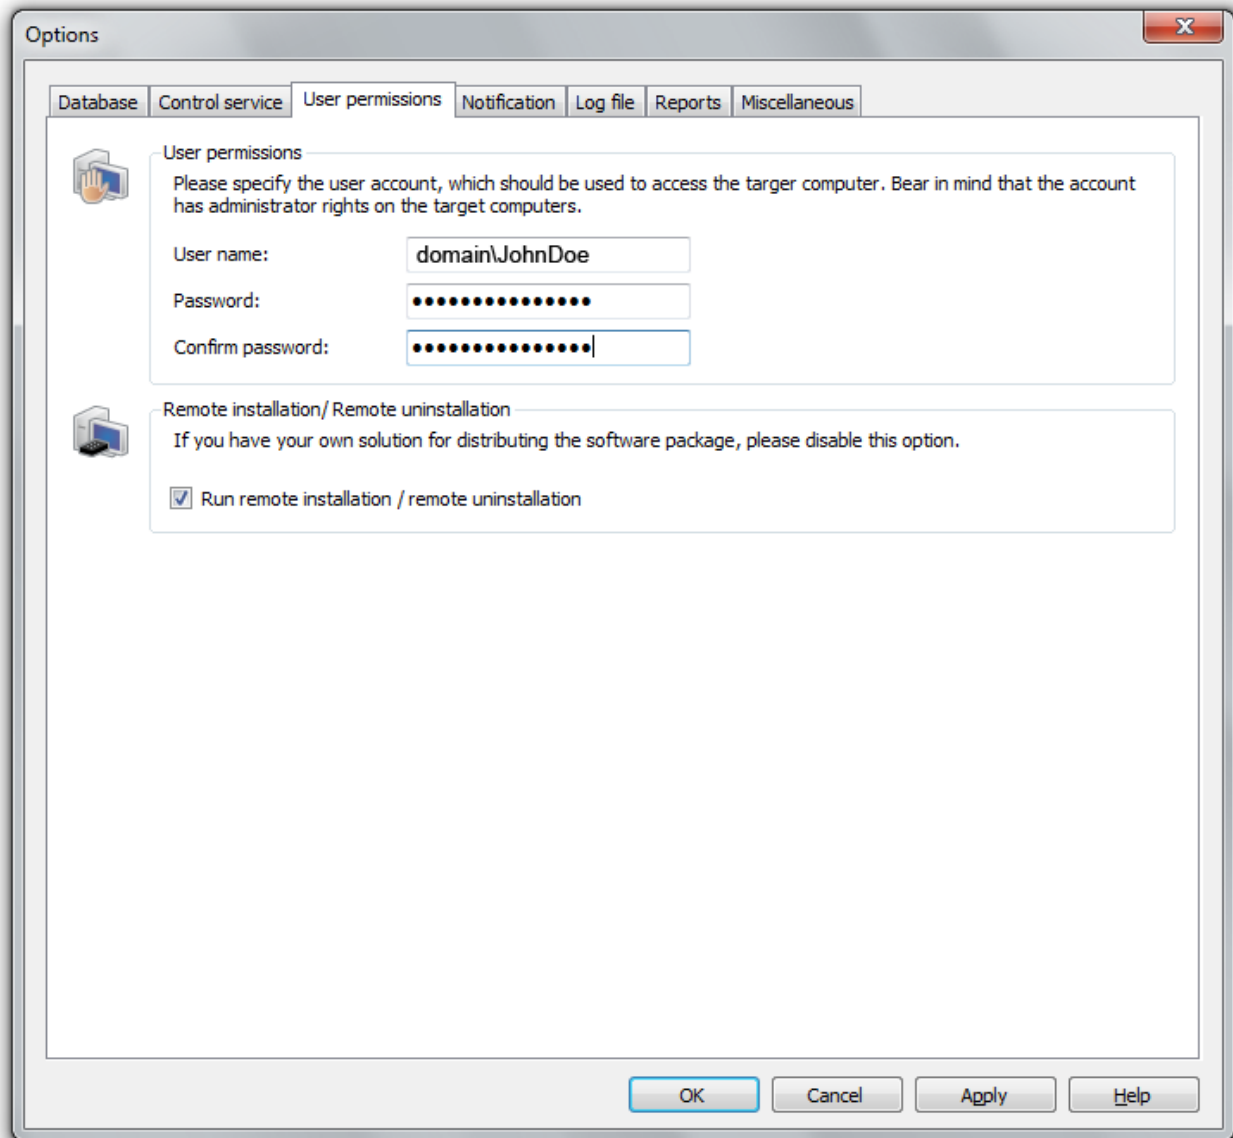 Options
X
Database Control service User permissions Notification Log file Reports Miscellaneous
User permissions
Please specify the user account, which should be used to access the targer computer. Bear in mind that the account
has administrator rights on the target computers.
User name: domain\JohnDoe
Password: •••••••••••••••
Confirm password: •••••••••••••••
Remote installation/ Remote uninstallation
If you have your own solution for distributing the software package, please disable this option.
Run remote installation / remote uninstallation
OK Cancel Apply Help